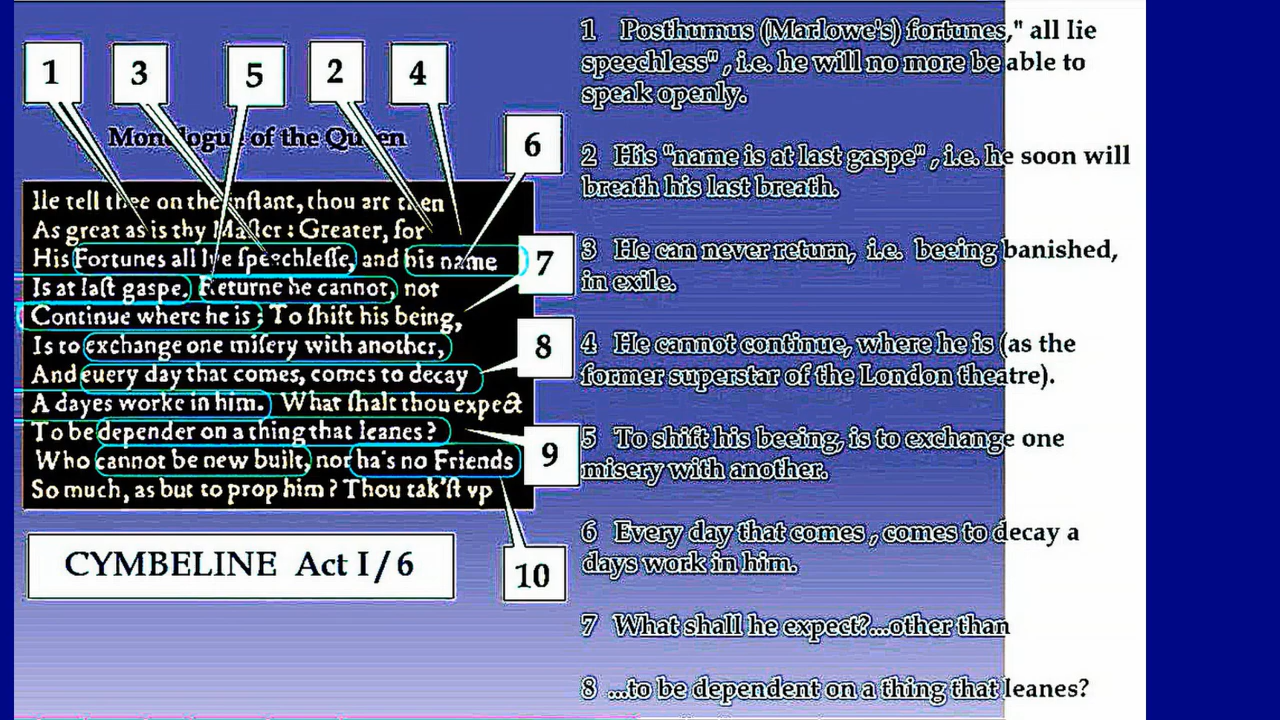 1 3 5 2 4
6
Monologue of the Queen
Ile tell thee on the inſtant, thou art then
As great as is thy Maſter : Greater, for
His Fortunes all lye ſpeechleſſe, and his name
Is at laſt gaſpe. Returne he cannot, not
Continue where he is : To ſhift his being,
Is to exchange one miſery with another,
And euery day that comes, comes to decay
A dayes worke in him. What ſhalt thou expect
To be depender on a thing that leanes?
Who cannot be new built, nor ha's no Friends
So much, as but to prop him? Thou tak'ſt vp
7
8
9
10
CYMBELINE Act I/6
1 Posthumus (Marlowe's) fortunes," all lie
speechless" , i.e. he will no more be able to
speak openly.
2 His "name is at last gaspe" , i.e. he soon will
breath his last breath.
3 He can never return, i.e. beeing banished,
in exile.
4 He cannot continue, where he is (as the
former superstar of the London theatre).
5 To shift his beeing, is to exchange one
misery with another.
6 Every day that comes , comes to decay a
days work in him.
7 What shall he expect?...other than
8 ...to be dependent on a thing that leanes?